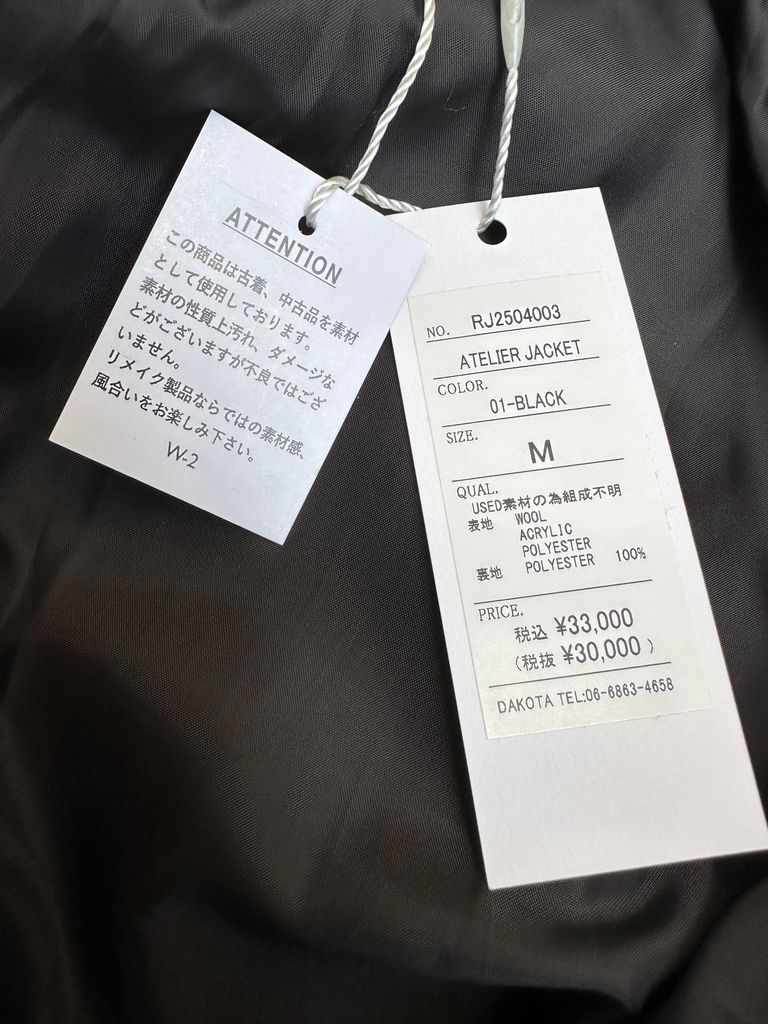 ATTENTION
この商品は古着、中古品を素材
として使用しております。
素材の性質上汚れ、ダメージな
どがございますが不良ではござ
いません。
リメイク製品ならではの素材感、
風合いをお楽しみ下さい。
W-2
NO. RJ2504003
ATELIER JACKET
COLOR.
01-BLACK
SIZE.
M
QUAL.
USED素材の為組成不明
表地 WOOL
ACRYLIC
POLYESTER
裏地 POLYESTER 100%
PRICE.
税込 ¥33,000
(税抜 ¥30,000 )
DAKOTA TEL:06-6863-4658